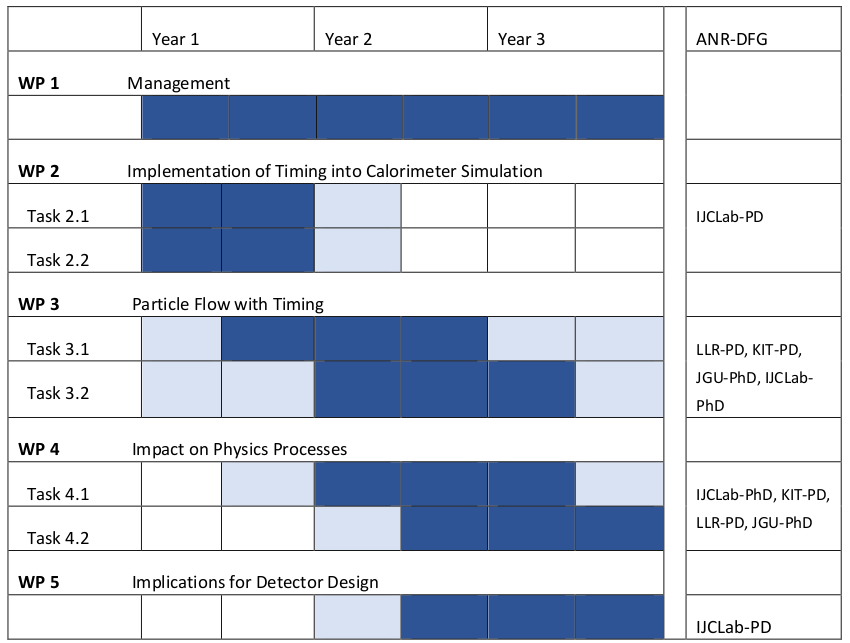 Year 1 Year 2 Year 3 ANR-DFG
WP 1 Management
WP 2 Implementation of Timing into Calorimeter Simulation
Task 2.1 IJCLab-PD
Task 2.2
WP 3 Particle Flow with Timing
Task 3.1 LLR-PD, KIT-PD,
JGU-PhD, IJCLab-
Task 3.2
PhD
WP 4 Impact on Physics Processes
Task 4.1 IJCLab-PhD, KIT-PD,
LLR-PD, JGU-PhD
Task 4.2
WP 5 Implications for Detector Design
IJCLab-PD